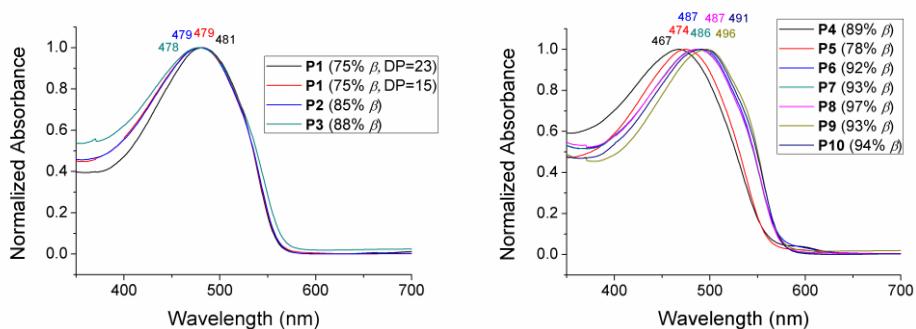 479 479
478 481
P1 (75% β, DP=23)
P1 (75% β, DP=15)
P2 (85% β)
P3 (88% β)
Normalized Absorbance
1.0
0.8
0.6
0.4
0.2
0.0
400 500 600 700
Wavelength (nm)
487 487 491
474 486 496
467
P4 (89% β)
P5 (78% β)
P6 (92% β)
P7 (93% β)
P8 (97% β)
P9 (93% β)
P10 (94% β)
Normalized Absorbance
1.0
0.8
0.6
0.4
0.2
0.0
400 500 600 700
Wavelength (nm)